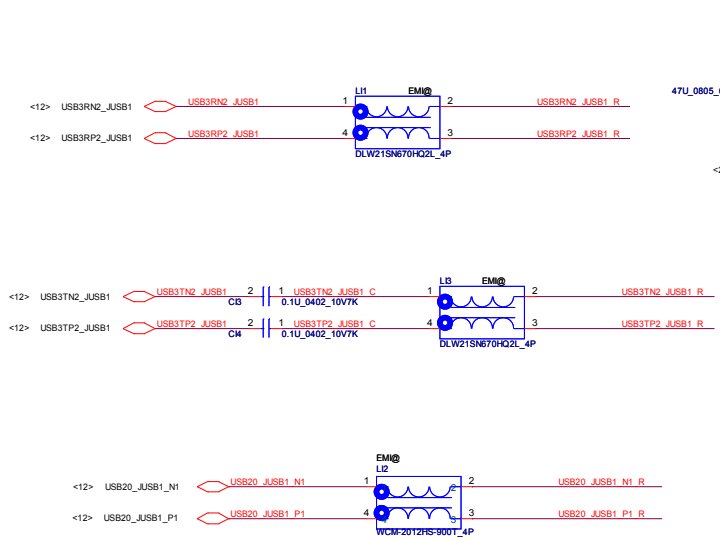 LI1 EMI@
47U_0805_
<12> USB3RN2_JUSB1 USB3RN2_JUSB1 1 2 USB3RN2_JUSB1_R
<12> USB3RP2_JUSB1 USB3RP2_JUSB1 4 3 USB3RP2_JUSB1_R
DLW21SN670HQ2L_4P
LI3 EMI@
<12> USB3TN2_JUSB1 USB3TN2_JUSB1 2 1 USB3TN2_JUSB1_C 1 2 USB3TN2_JUSB1_R
CI3 0.1U_0402_10V7K
<12> USB3TP2_JUSB1 USB3TP2_JUSB1 2 1 USB3TP2_JUSB1_C 4 3 USB3TP2_JUSB1_R
CI4 0.1U_0402_10V7K
DLW21SN670HQ2L_4P
EMI@
LI2
<12> USB20_JUSB1_N1 USB20_JUSB1_N1 1 2 2 USB20_JUSB1_N1_R
<12> USB20_JUSB1_P1 USB20_JUSB1_P1 4 4 3 3 USB20_JUSB1_P1_R
WCM-2012HS-900T_4P